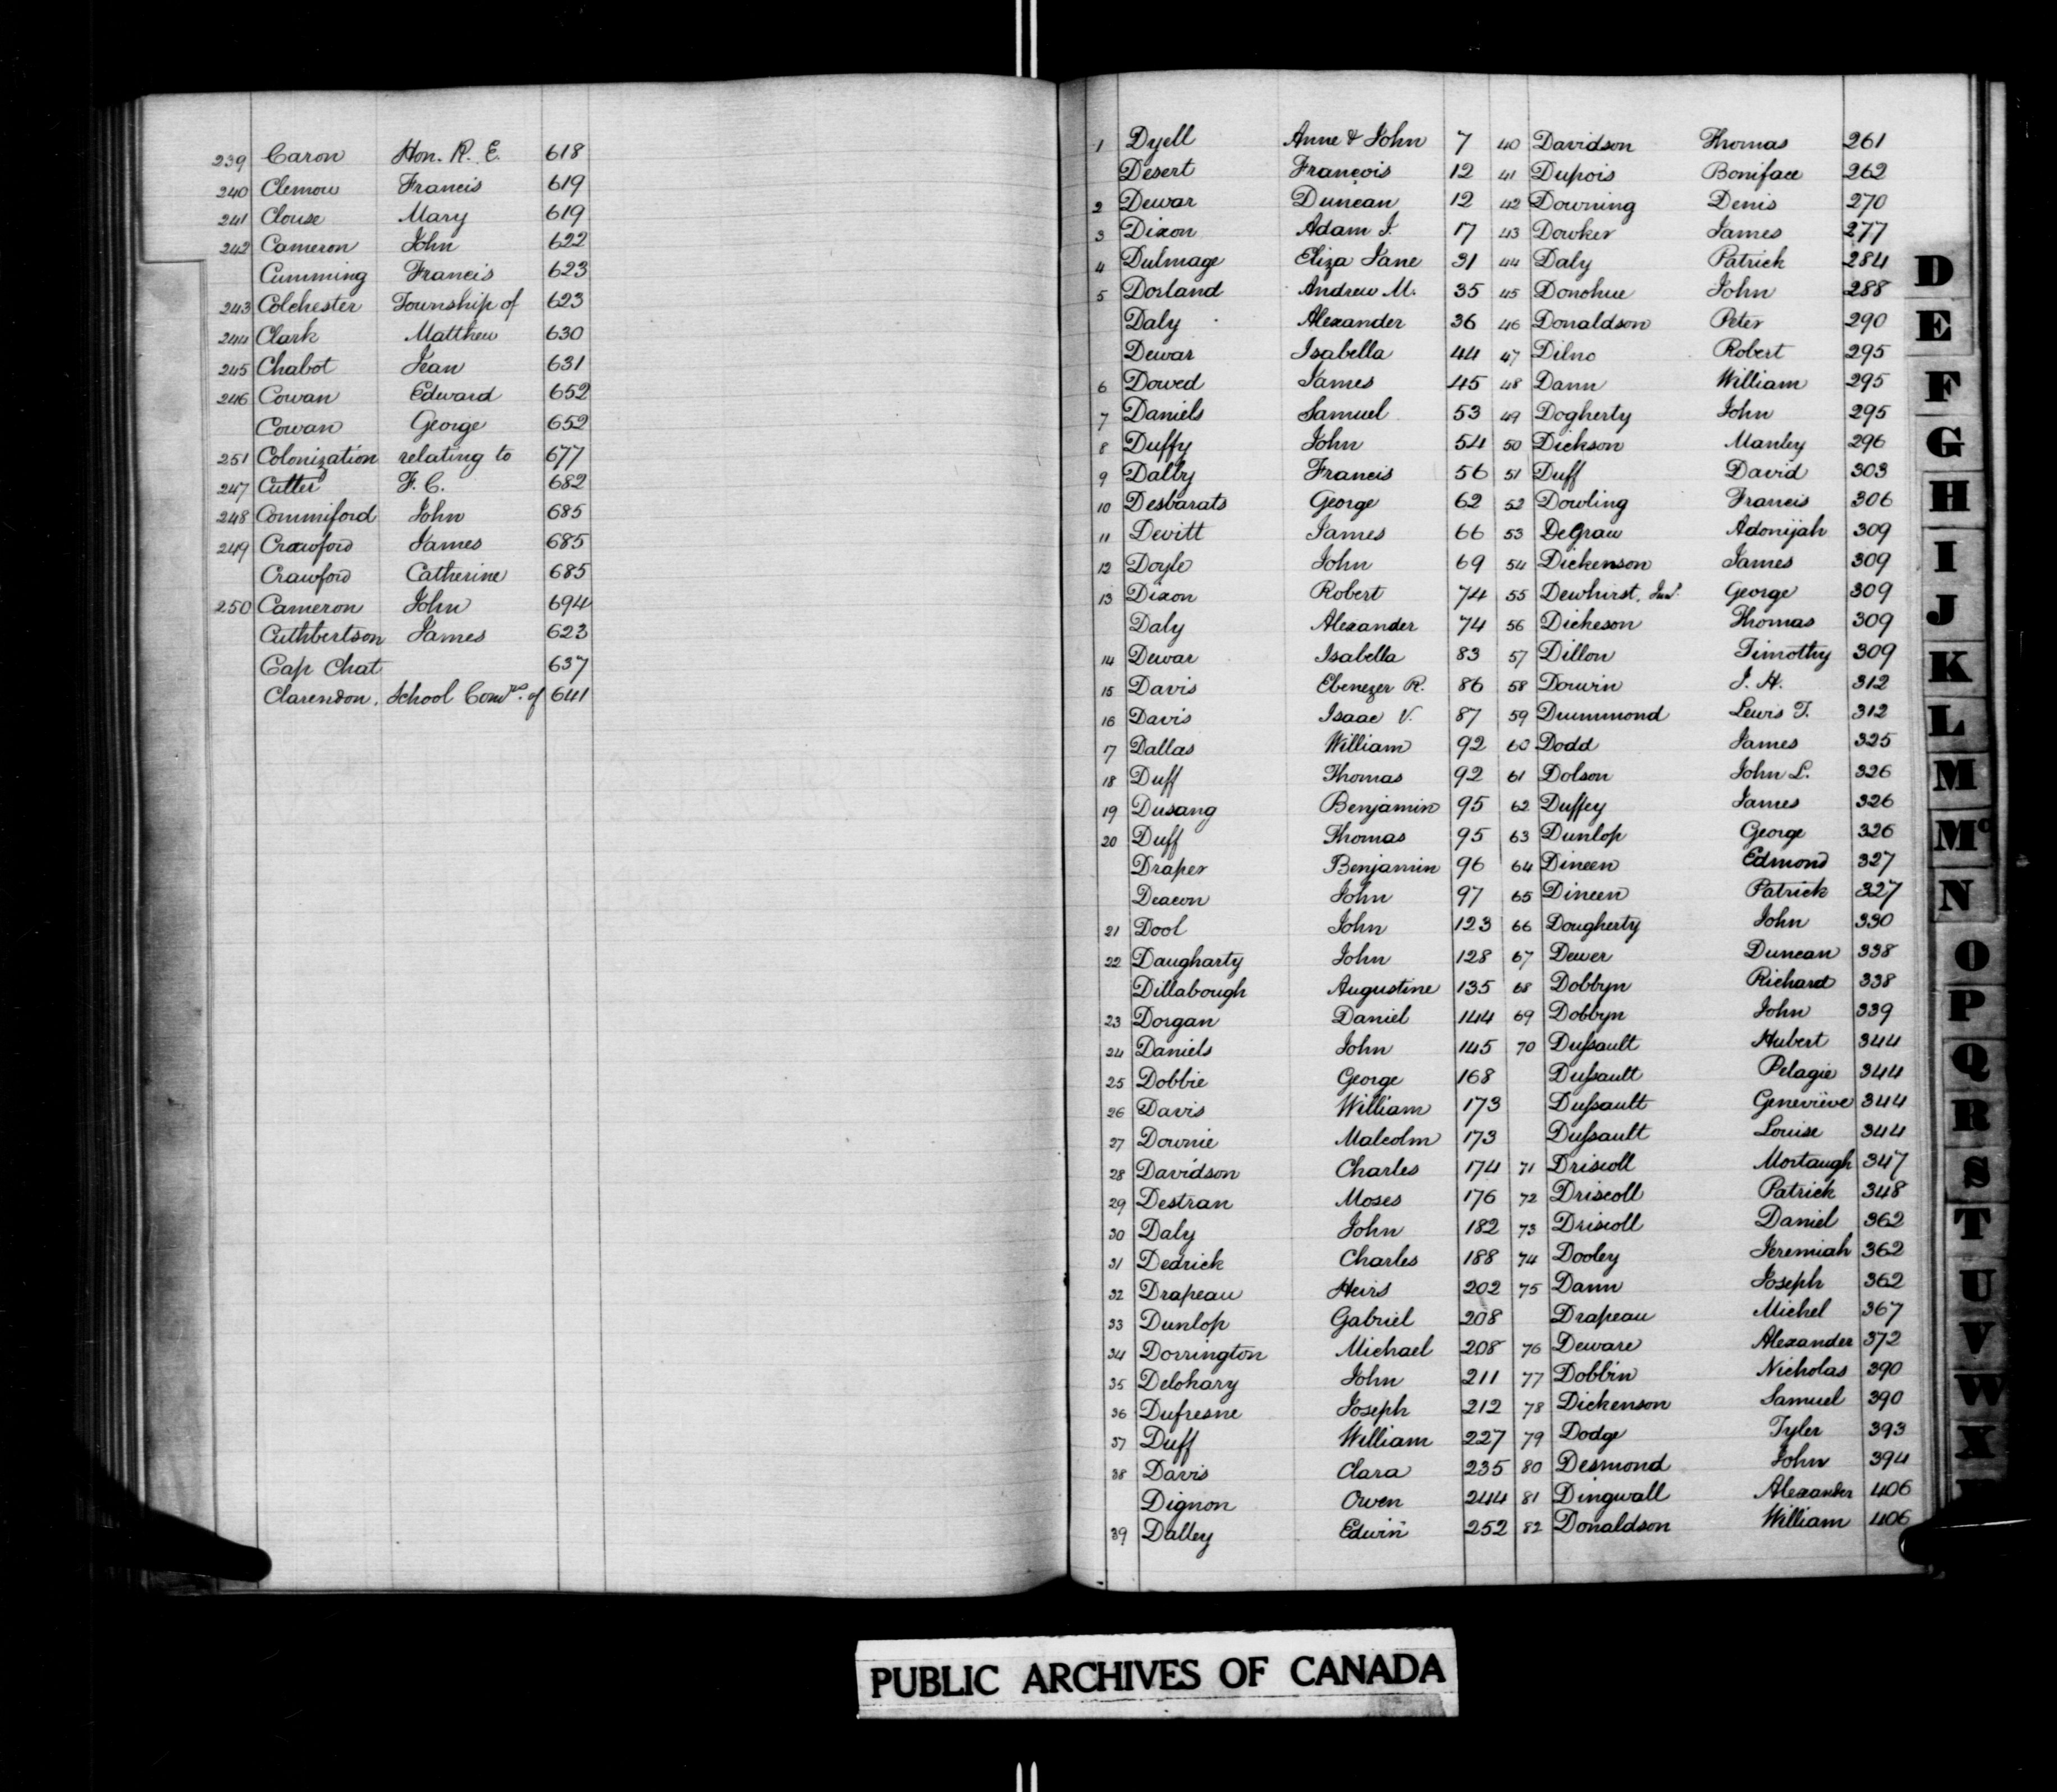 239 Caron Hon. R. E. 618
240 Clemow Francis 619
241 Clouse Mary 619
242 Cameron John 622
Cumming Francis 623
243 Colchester Township of 623
244 Clark Matthew 630
245 Chabot Jean 631
246 Cowan Edward 652
Cowan George 652
251 Colonization relating to 677
247 Cutter F. C. 682
248 Commiford John 685
249 Crawford James 685
Crawford Catherine 685
250 Cameron John 694
Cuthbertson James 623
Cap Chat 637
Clarendon, School Comrs. of 641
1 Dyell Anne & John 7
Desert François 12
2 Dewar Duncan 12
3 Dixon Adam J. 17
4 Dulmage Eliza Jane 31
5 Dorland Andrew M. 35
Daly Alexander 36
Dewar Isabella 44
6 Dowed James 45
7 Daniels Samuel 53
8 Duffy John 54
9 Dalby Francis 56
10 Desbarats George 62
11 Devitt James 66
12 Doyle John 69
13 Dixon Robert 74
Daly Alexander 74
14 Dewar Isabella 83
15 Davis Ebenezer R. 86
16 Davis Isaac V. 87
17 Dallas William 92
18 Duff Thomas 92
19 Dusang Benjamin 95
20 Duff Thomas 95
Draper Benjamin 96
Deacon John 97
21 Dool John 123
22 Daugharty John 128
Dillabough Augustine 135
23 Dorgan Daniel 144
24 Daniels John 145
25 Dobbie George 168
26 Davis William 173
27 Downie Malcolm 173
28 Davidson Charles 174
29 Destran Moses 176
30 Daly John 182
31 Dedrick Charles 188
32 Drapeau Heirs 202
33 Dunlop Gabriel 208
34 Dorrington Michael 208
35 Delohary John 211
36 Dufresne Joseph 212
37 Duff William 227
38 Davis Clara 235
Dignon Owen 244
39 Dalley Edwin 252
40 Davidson Thomas 261
41 Dupois Boniface 262
42 Downing Denis 270
43 Dowker James 277
44 Daly Patrick 284
45 Donohue John 288
46 Donaldson Peter 290
47 Dilno Robert 295
48 Dann William 295
49 Dogherty John 295
50 Dickson Manley 296
51 Duff David 303
52 Dowling Francis 306
53 DeGraw Adonijah 309
54 Dickenson James 309
55 Dewhirst, Junr. George 309
56 Dickeson Thomas 309
57 Dillon Timothy 309
58 Dorwin J. H. 312
59 Drummond Lewis T. 312
60 Dodd James 325
61 Dolson John L. 326
62 Duffey James 326
63 Dunlop George 326
64 Dineen Edmond 327
65 Dineen Patrick 327
66 Dougherty John 330
67 Dewer Duncan 338
68 Dobbyn Richard 338
69 Dobbyn John 339
70 Dussault Hubert 344
Dussault Pelagie 344
Dussault Geneviève 344
Dussault Louise 344
71 Driscoll Mortaugh 347
72 Driscoll Patrick 348
73 Driscoll Daniel 362
74 Dooley Jeremiah 362
75 Dann Joseph 362
Drapeau Michel 367
76 Deware Alexander 372
77 Dobbin Nicholas 390
78 Dickenson Samuel 390
79 Dodge Tyler 393
80 Desmond John 394
81 Dingwall Alexander 406
82 Donaldson William 406
D
E
F
G
H
I
J
K
L
M
Mc
N
O
P
Q
R
S
T
U
V
W
X
PUBLIC ARCHIVES OF CANADA